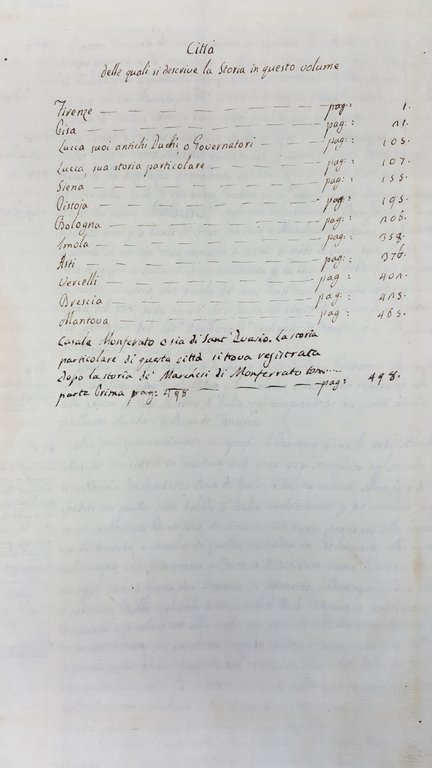 Città
delle quali si descrive la Storia in questo volume
Firenze — pag: 1.
Pisa — pag: 21.
Lucca, suoi antichi Duchi, o Governatori — pag: 105.
Lucca, sua storia particolare — pag: 107.
Siena — pag: 155.
Pistoja — pag: 195.
Bologna — pag: 206.
Imola — pag:
Asti — pag: 376.
Vercelli — pag: 402.
Brescia — pag: 425.
Mantova — pag: 465.
Casale Monferato o sia di Sant' Evasio. La storia
particolare di questa città si trova registrata
dopo la storia de' Marchesi di Monferrato tom....
parte Prima pag: 498 — pag: 498.